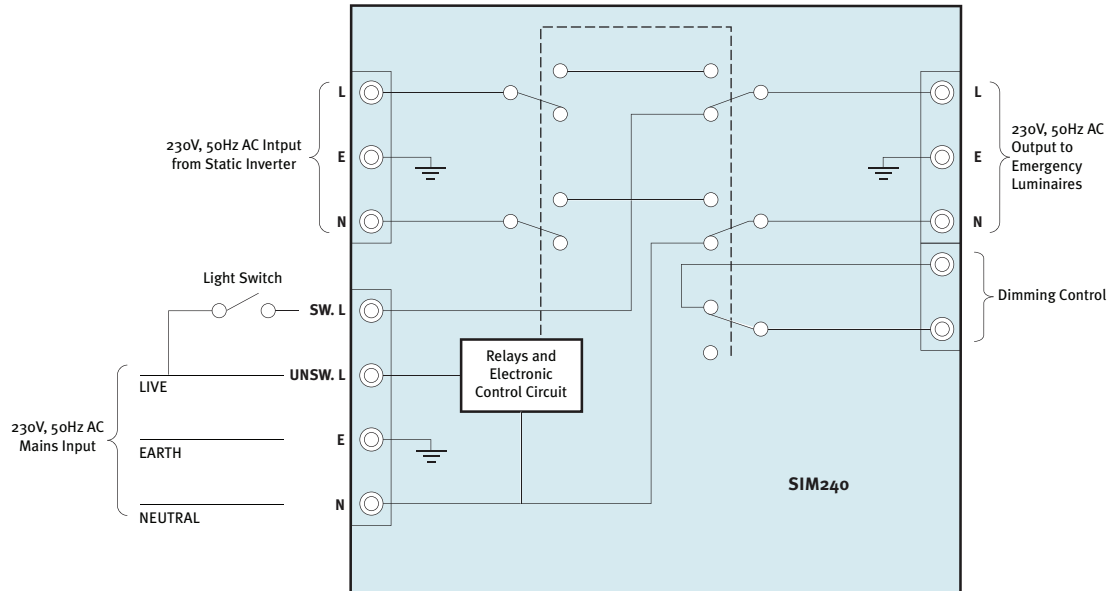 L
E
N
230V, 50Hz AC Intput
from Static Inverter
L
E
N
230V, 50Hz AC
Output to
Emergency
Luminaires
Light Switch
SW. L
Dimming Control
LIVE
UNSW. L
Relays and
Electronic
Control Circuit
230V, 50Hz AC
Mains Input
EARTH
E
NEUTRAL
N
SIM240